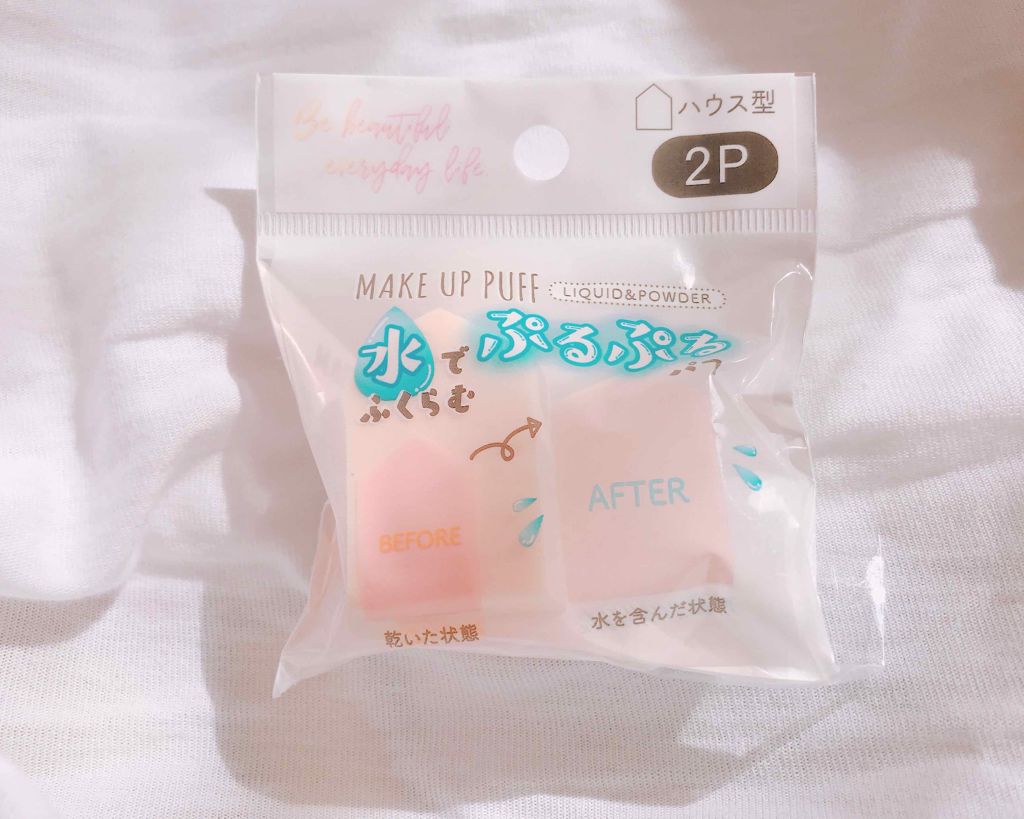 Be beautiful
everyday life.
ハウス型
2P
MAKE UP PUFF LIQUID&POWDER
水で ぷるぷる
ふくらむ パフ
BEFORE
AFTER
乾いた状態
水を含んだ状態